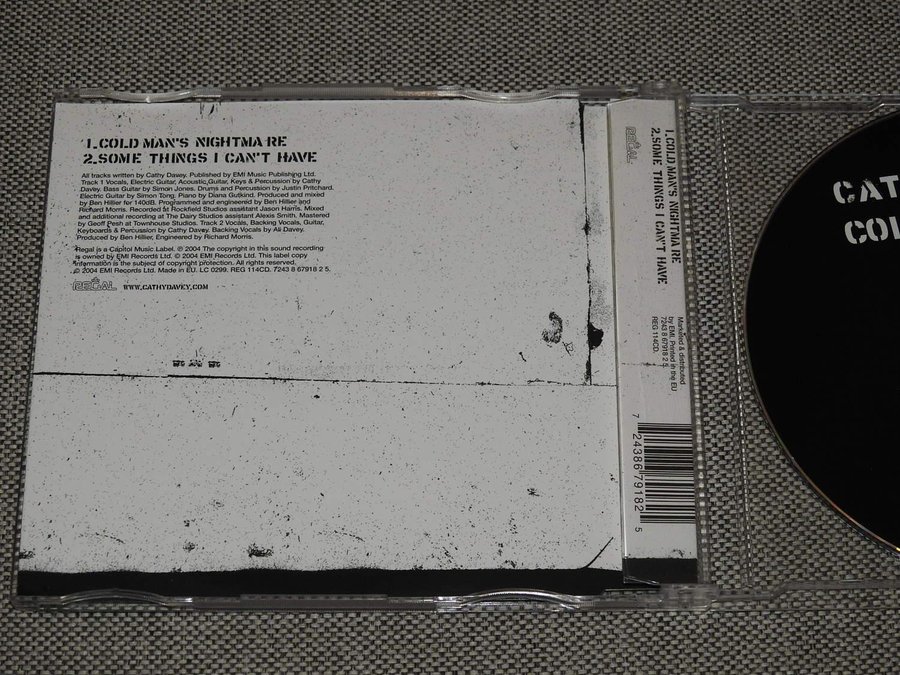 1.COLD MAN'S NIGHTMARE
2.SOME THINGS I CAN'T HAVE
All tracks written by Cathy Davey. Published by EMI Music Publishing Ltd.
Track 1 Vocals, Electric Guitar, Acoustic Guitar, Keys & Percussion by Cathy
Davey, Bass Guitar by Simon Jones. Drums and Percussion by Justin Pritchard.
Electric Guitar by Simon Tong. Piano by Diana Gutkind. Produced and mixed
by Ben Hillier for 140dB. Programmed and engineered by Ben Hillier and
Richard Morris. Recorded at Rockfield Studios assistant Jason Harris. Mixed
and additional recording at The Dairy Studios assistant Alexis Smith. Mastered
by Geoff Pesh at Townhouse Studios. Track 2 Vocals, Backing Vocals, Guitar,
Keyboards & Percussion by Cathy Davey. Backing Vocals by Ali Davey.
Produced by Ben Hillier, Engineered by Richard Morris.
Regal is a Capitol Music Label. ℗ 2004 The copyright in this sound recording
is owned by EMI Records Ltd. © 2004 EMI Records Ltd. This label copy
information is the subject of copyright protection. All rights reserved.
© 2004 EMI Records Ltd. Made in EU. LC 0299. REG 114CD. 7243 8 67918 2 5.
REGAL WWW.CATHYDAVEY.COM
REGAL
1.COLD MAN'S NIGHTMARE
2.SOME THINGS I CAN'T HAVE
Marketed & distributed
by EMI. Printed in the EU
7243 8 67918 2 5
REG 114CD.
7 24386 79182 5
CAT
COL